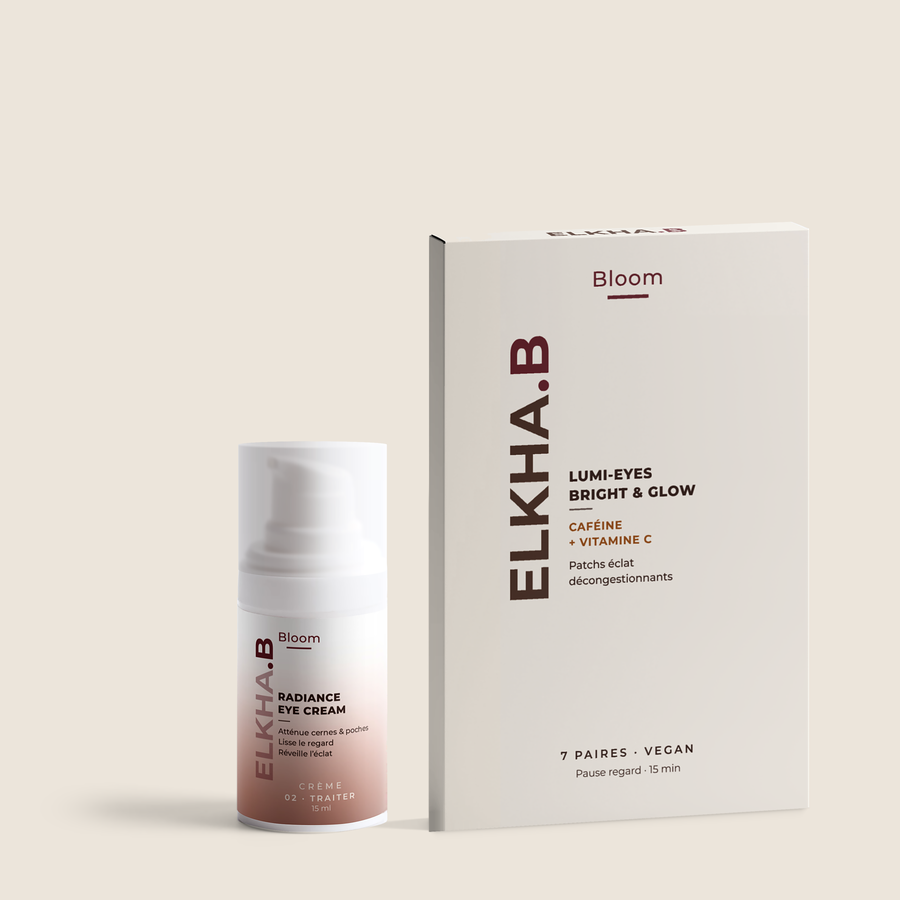 ELKHA.B
Bloom
RADIANCE
EYE CREAM
Atténue cernes & poches
Lisse le regard
Réveille l'éclat
CRÈME
02 · TRAITER
15 ml
ELKHA.B
Bloom
ELKHA.B
LUMI-EYES
BRIGHT & GLOW
CAFÉINE
+ VITAMINE C
Patchs éclat
décongestionnants
7 PAIRES · VEGAN
Pause regard · 15 min